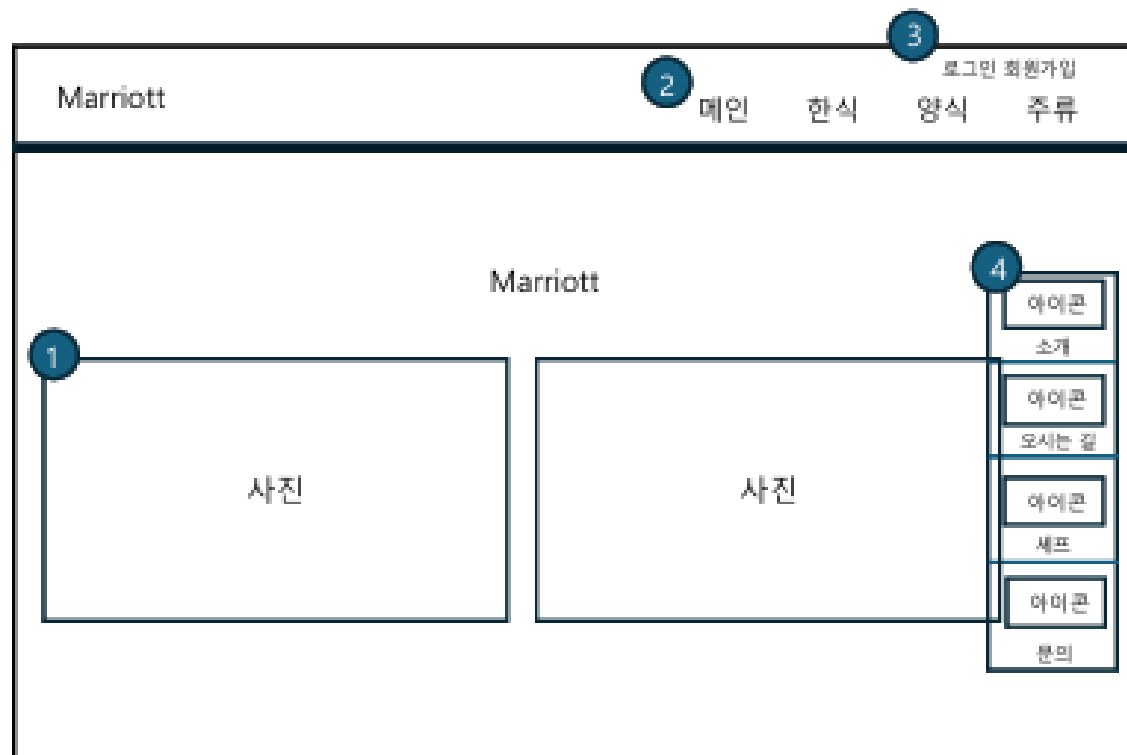 3
로그인 회원가입
Marriott
2
메인 한식 양식 주류
Marriott
4
아이콘
소개
1
아이콘
오시는 길
사진 사진
아이콘
셰프
아이콘
문의